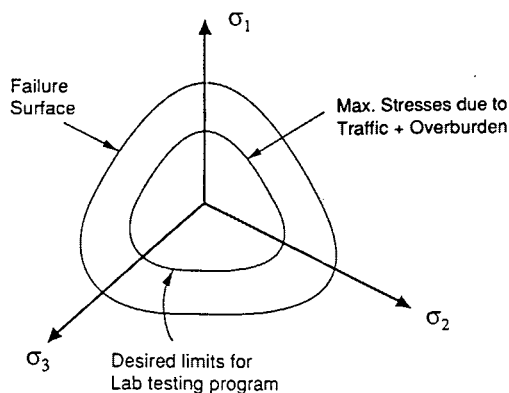 σ1
Failure
Surface
Max. Stresses due to
Traffic + Overburden
σ2
σ3
Desired limits for
Lab testing program